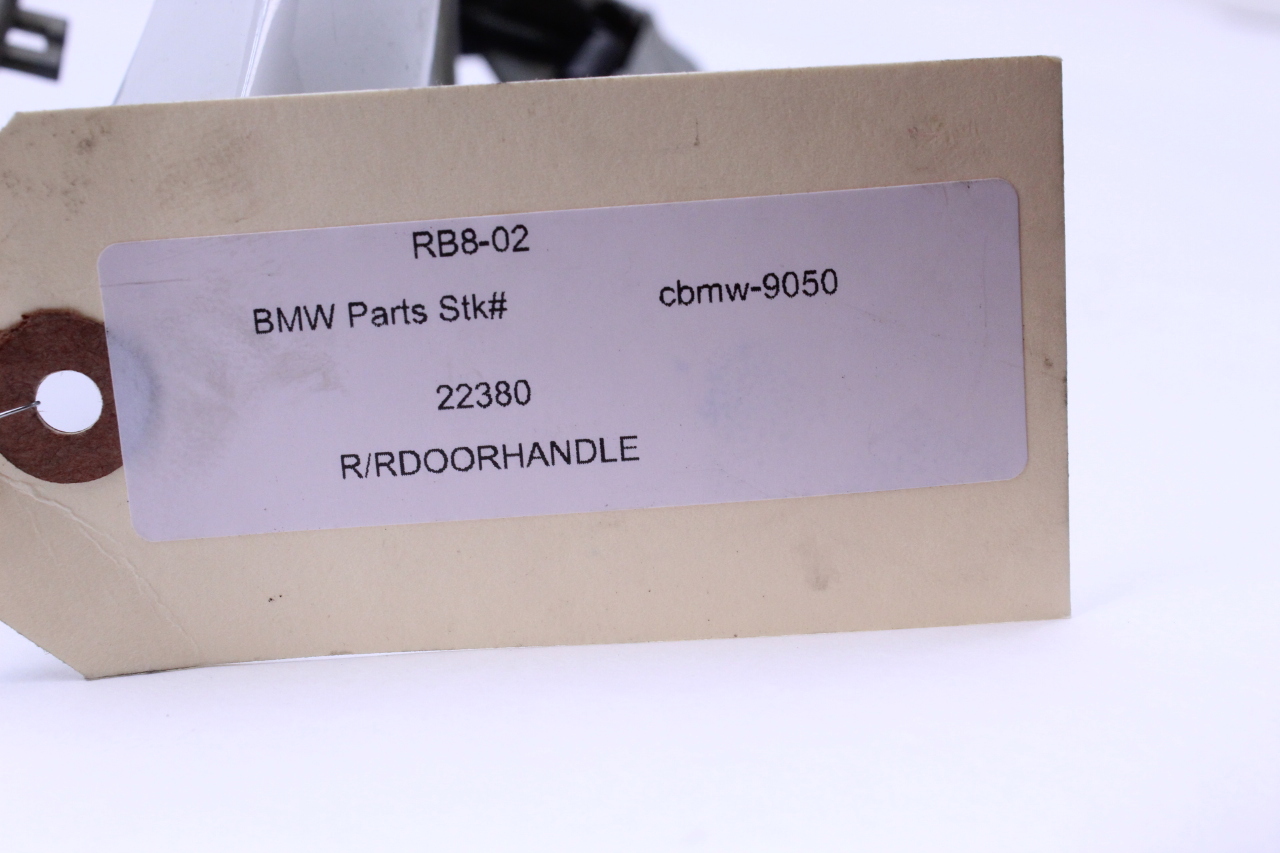 RB8-02
BMW Parts Stk# cbmw-9050
22380
R/RDOORHANDLE